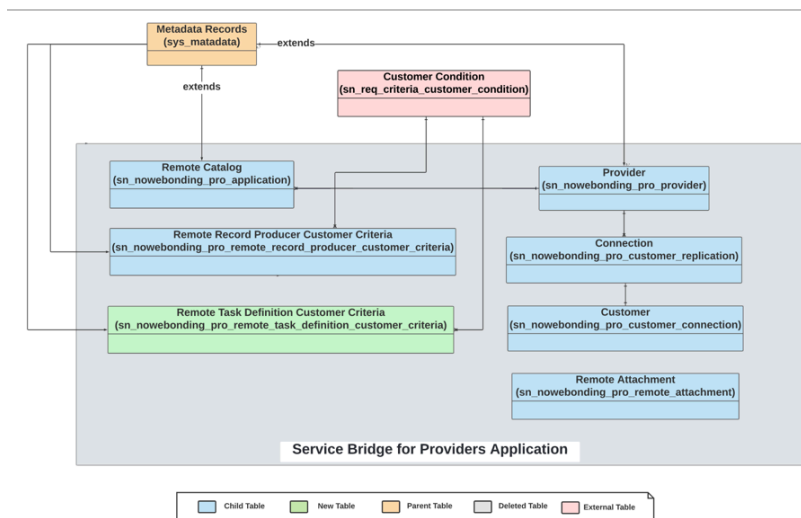 Metadata Records
(sys_matadata)
extends
extends
Customer Condition
(sn_req_criteria_customer_condition)
Remote Catalog
(sn_nowebonding_pro_application)
Provider
(sn_nowebonding_pro_provider)
Remote Record Producer Customer Criteria
(sn_nowebonding_pro_remote_record_producer_customer_criteria)
Connection
(sn_nowebonding_pro_customer_replication)
Remote Task Definition Customer Criteria
(sn_nowebonding_pro_remote_task_definition_customer_criteria)
Customer
(sn_nowebonding_pro_customer_connection)
Remote Attachment
(sn_nowebonding_pro_remote_attachment)
Service Bridge for Providers Application
Child Table
New Table
Parent Table
Deleted Table
External Table